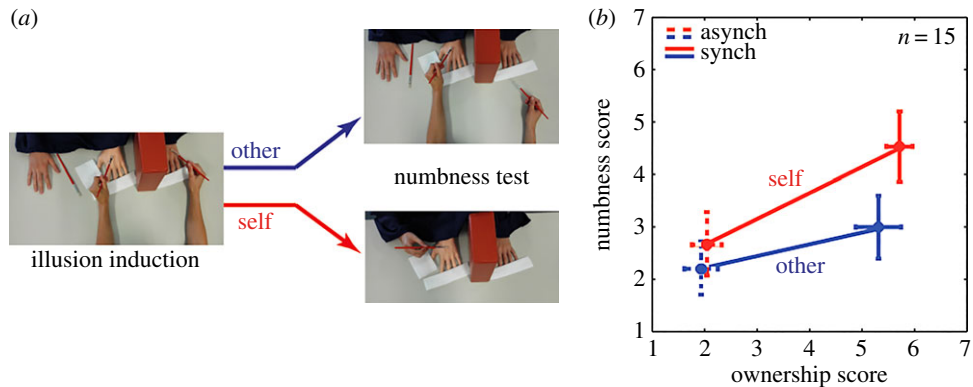 (a)
other
self
illusion induction
numbness test
(b)
asynch
synch
n = 15
numbness score
7
6
5
4
3
2
1
self
other
1 2 3 4 5 6 7
ownership score